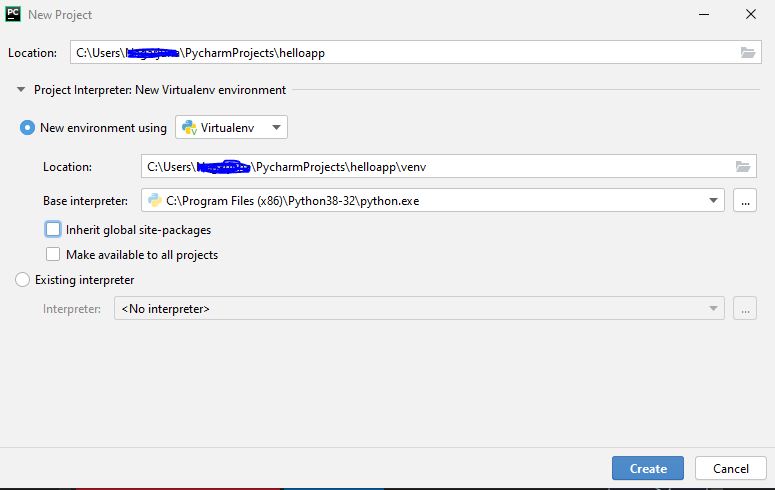 PC New Project
Location: C:\Users\ \PycharmProjects\helloapp
Project Interpreter: New Virtualenv environment
New environment using Virtualenv
Location: C:\Users\ \PycharmProjects\helloapp\venv
Base interpreter: C:\Program Files (x86)\Python38-32\python.exe ...
Inherit global site-packages
Make available to all projects
Existing interpreter
Interpreter: <No interpreter> ...
Create Cancel